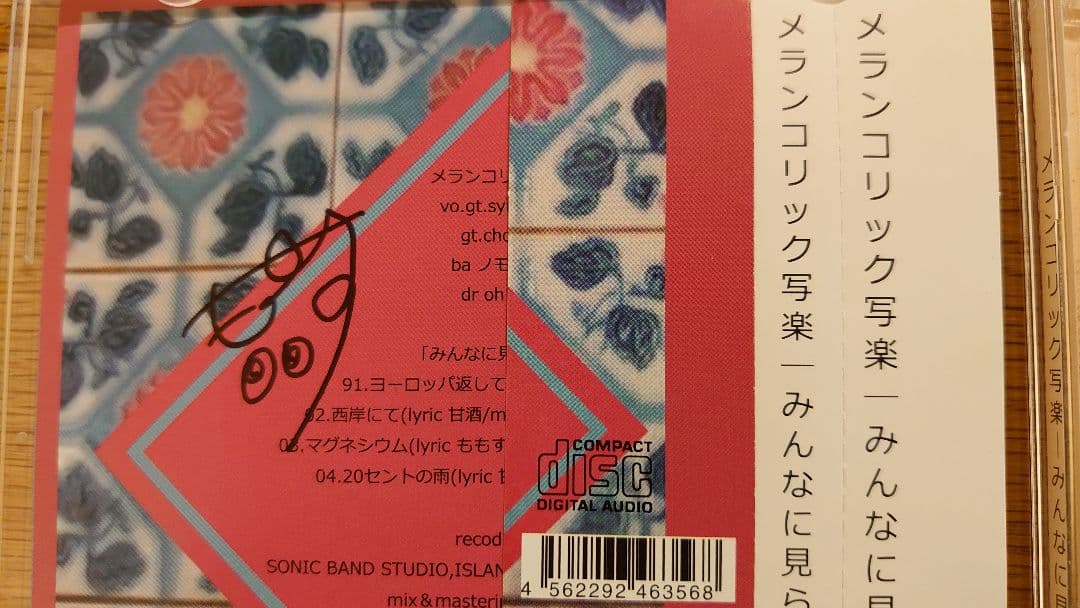 メランコリ
vo.gt.sy
gt.cho
ba ノモ
dr oh
「みんなに見
91.ヨーロッパ返して
02.西岸にて(lyric 甘酒/m
03.マグネシウム(lyric ももす
04.20セントの雨(lyric 甘
recod
SONIC BAND STUDIO,ISLAN
mix&masterin
COMPACT
disc
DIGITAL AUDIO
4 562292 463568
メランコリック写楽―みんなに見ら
メランコリック写楽―みんなに見
メランコリック写楽―みんなに見